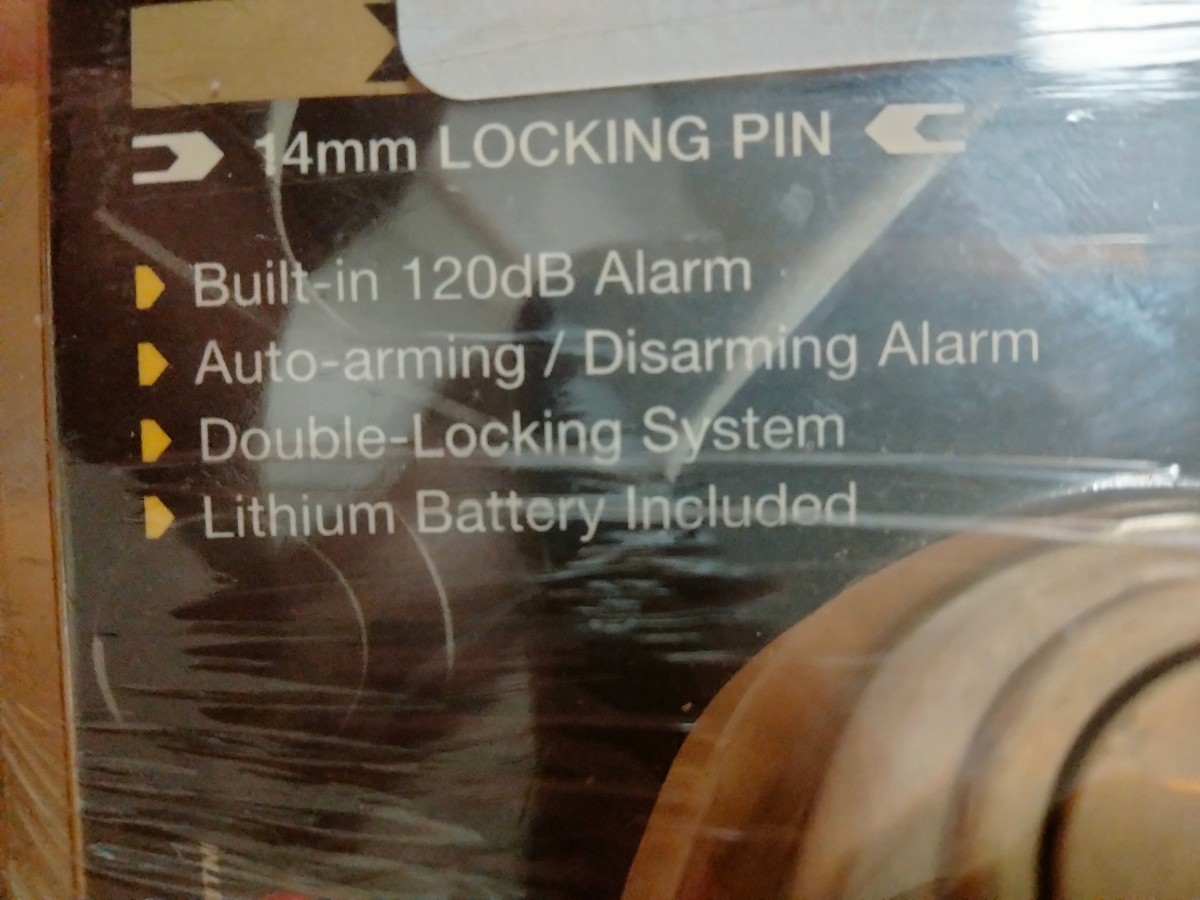 14mm LOCKING PIN
Built-in 120dB Alarm
Auto-arming / Disarming Alarm
Double-Locking System
Lithium Battery Included